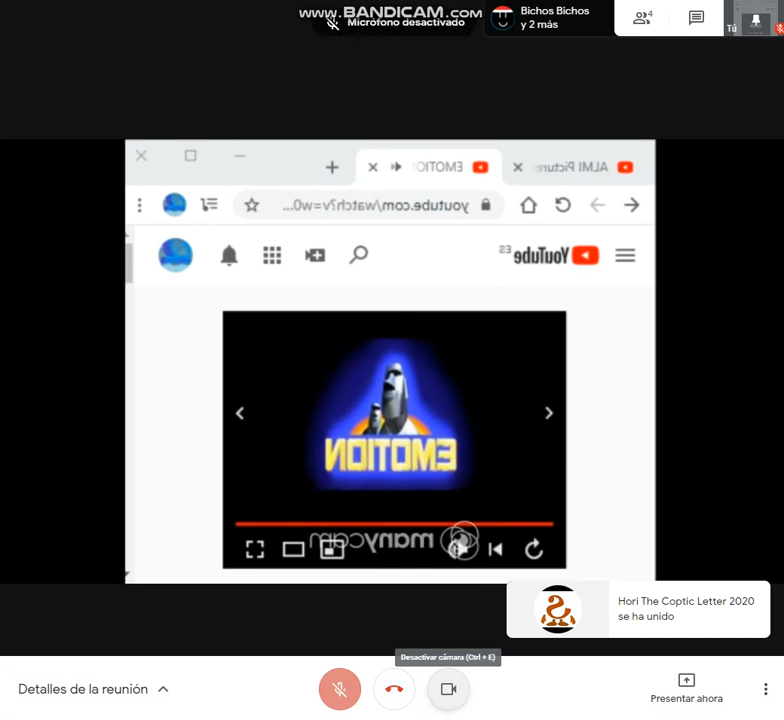 www.BANDICAM.com
Micrófono desactivado
Bichos Bichos
y 2 más
4
Tú
EMOTIO
ALMI Picture
youtube.com/watch?v=w0...
YouTube ES
EMOTION
manycam
Hori The Coptic Letter 2020
se ha unido
Desactivar cámara (Ctrl + E)
Detalles de la reunión
Presentar ahora